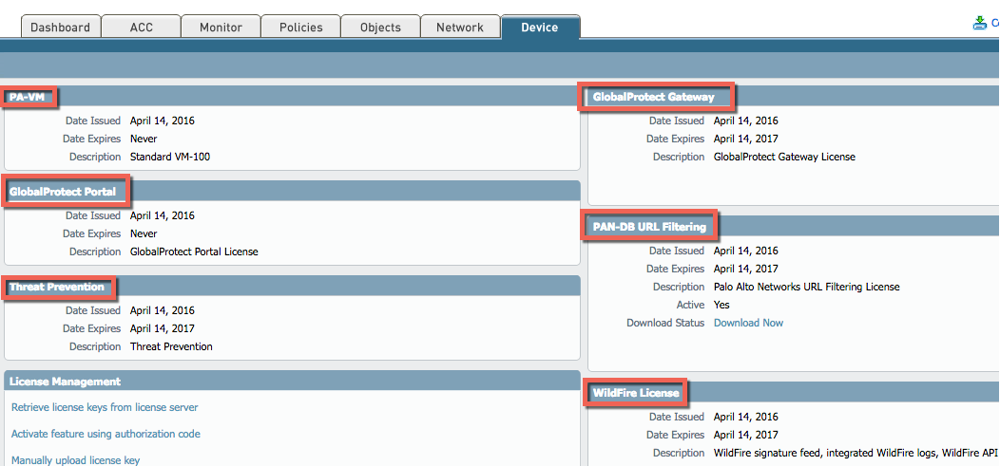 Dashboard ACC Monitor Policies Objects Network Device
PA-VM
Date Issued April 14, 2016
Date Expires Never
Description Standard VM-100
GlobalProtect Portal
Date Issued April 14, 2016
Date Expires Never
Description GlobalProtect Portal License
Threat Prevention
Date Issued April 14, 2016
Date Expires April 14, 2017
Description Threat Prevention
License Management
Retrieve license keys from license server
Activate feature using authorization code
Manually upload license key
GlobalProtect Gateway
Date Issued April 14, 2016
Date Expires April 14, 2017
Description GlobalProtect Gateway License
PAN-DB URL Filtering
Date Issued April 14, 2016
Date Expires April 14, 2017
Description Palo Alto Networks URL Filtering License
Active Yes
Download Status Download Now
WildFire License
Date Issued April 14, 2016
Date Expires April 14, 2017
Description WildFire signature feed, integrated WildFire logs, WildFire API